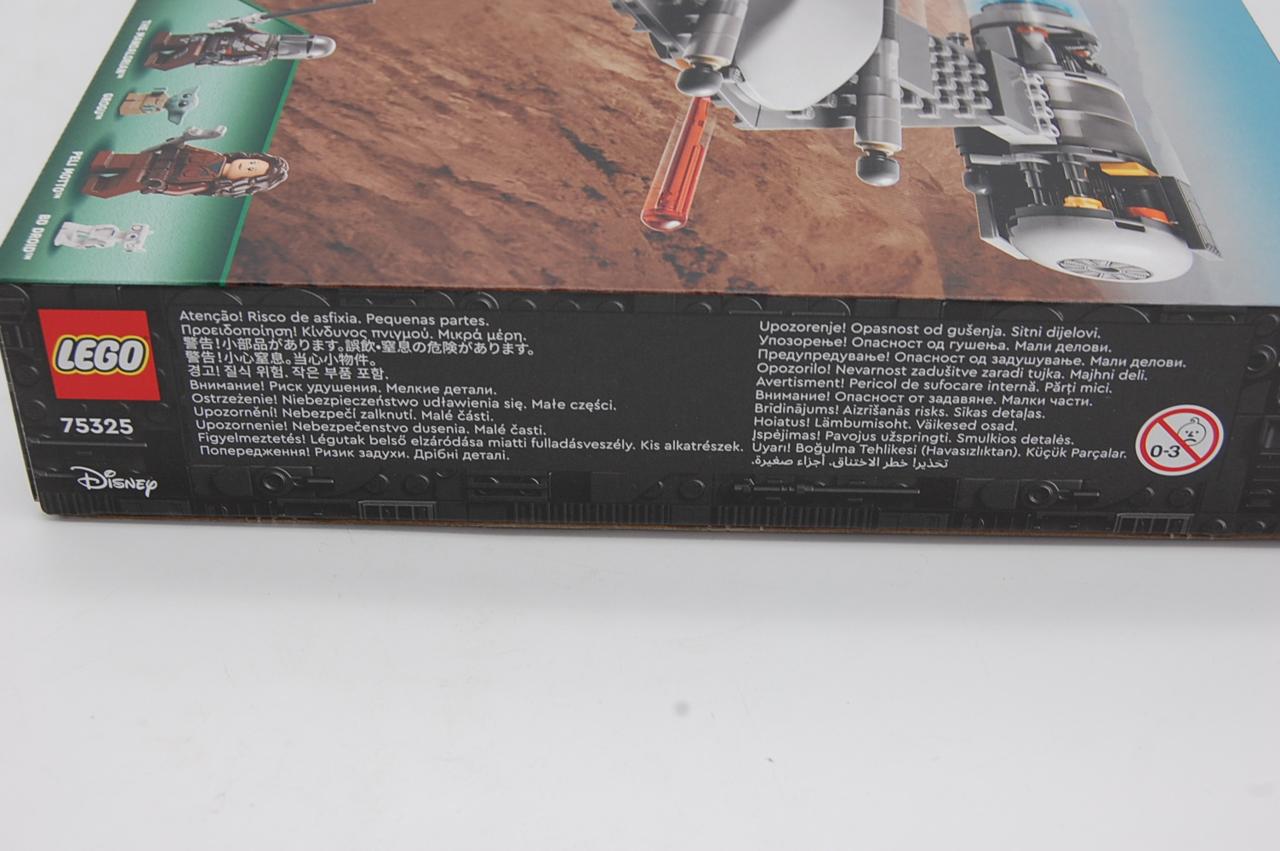 THE MANDALORIAN™
GROGU™
PELI MOTTO™
BD DROID™
LEGO
75325
Disney
Atenção! Risco de asfixia. Pequenas partes.
Προειδοποίηση! Κίνδυνος πνιγμού. Μικρά μέρη.
警告!小部品があります。誤飲•窒息の危険があります。
警告!小心窒息。当心小物件。
경고! 질식 위험. 작은 부품 포함.
Внимание! Риск удушения. Мелкие детали.
Ostrzeżenie! Niebezpieczeństwo udławienia się. Małe części.
Upozornění! Nebezpečí zalknutí. Malé části.
Upozornenie! Nebezpečenstvo dusenia. Malé časti.
Figyelmeztetés! Légutak belső elzáródása miatti fulladásveszély. Kis alkatrészek.
Попередження! Ризик задухи. Дрібні деталі.
Upozorenje! Opasnost od gušenja. Sitni dijelovi.
Упозорење! Опасност од гушења. Мали делови.
Предупредување! Опасност од задушување. Мали делови.
Opozorilo! Nevarnost zadušitve zaradi tujka. Majhni deli.
Avertisment! Pericol de sufocare internă. Părți mici.
Внимание! Опасност от задавяне. Малки части.
Brīdinājums! Aizrīšanās risks. Sīkas detaļas.
Hoiatus! Lämbumisoht. Väikesed osad.
Įspėjimas! Pavojus užspringti. Smulkios detalės.
Uyarı! Boğulma Tehlikesi (Havasızlıktan). Küçük Parçalar.
تحذير! خطر الاختناق. أجزاء صغيرة.
0-3